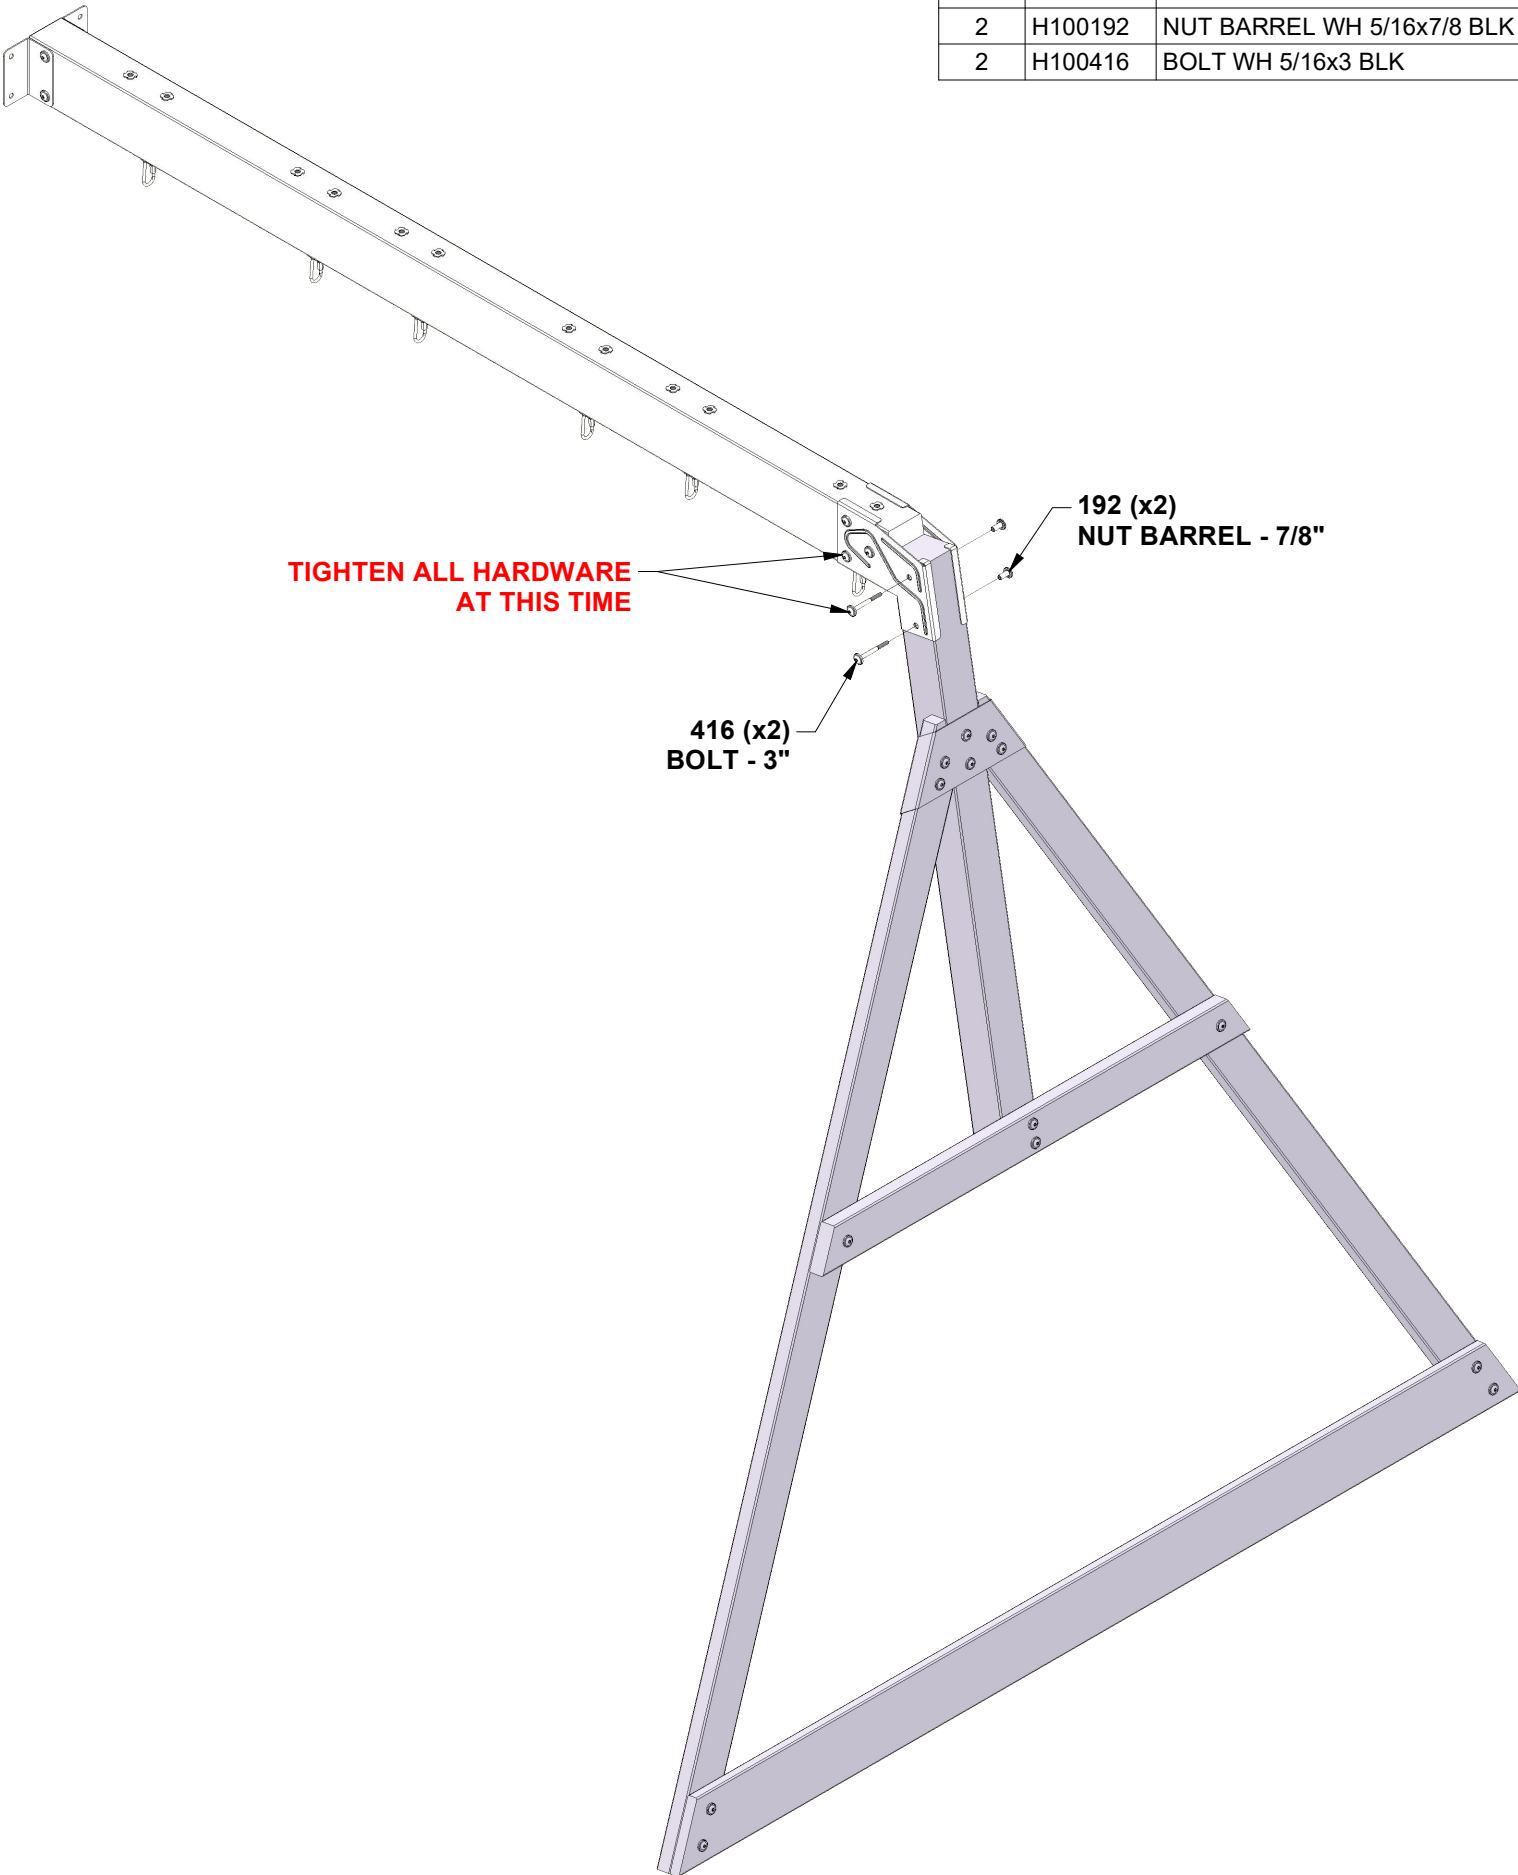 2 H100192 NUT BARREL WH 5/16x7/8 BLK
2 H100416 BOLT WH 5/16x3 BLK
192 (x2)
NUT BARREL - 7/8"
TIGHTEN ALL HARDWARE
AT THIS TIME
416 (x2)
BOLT - 3"